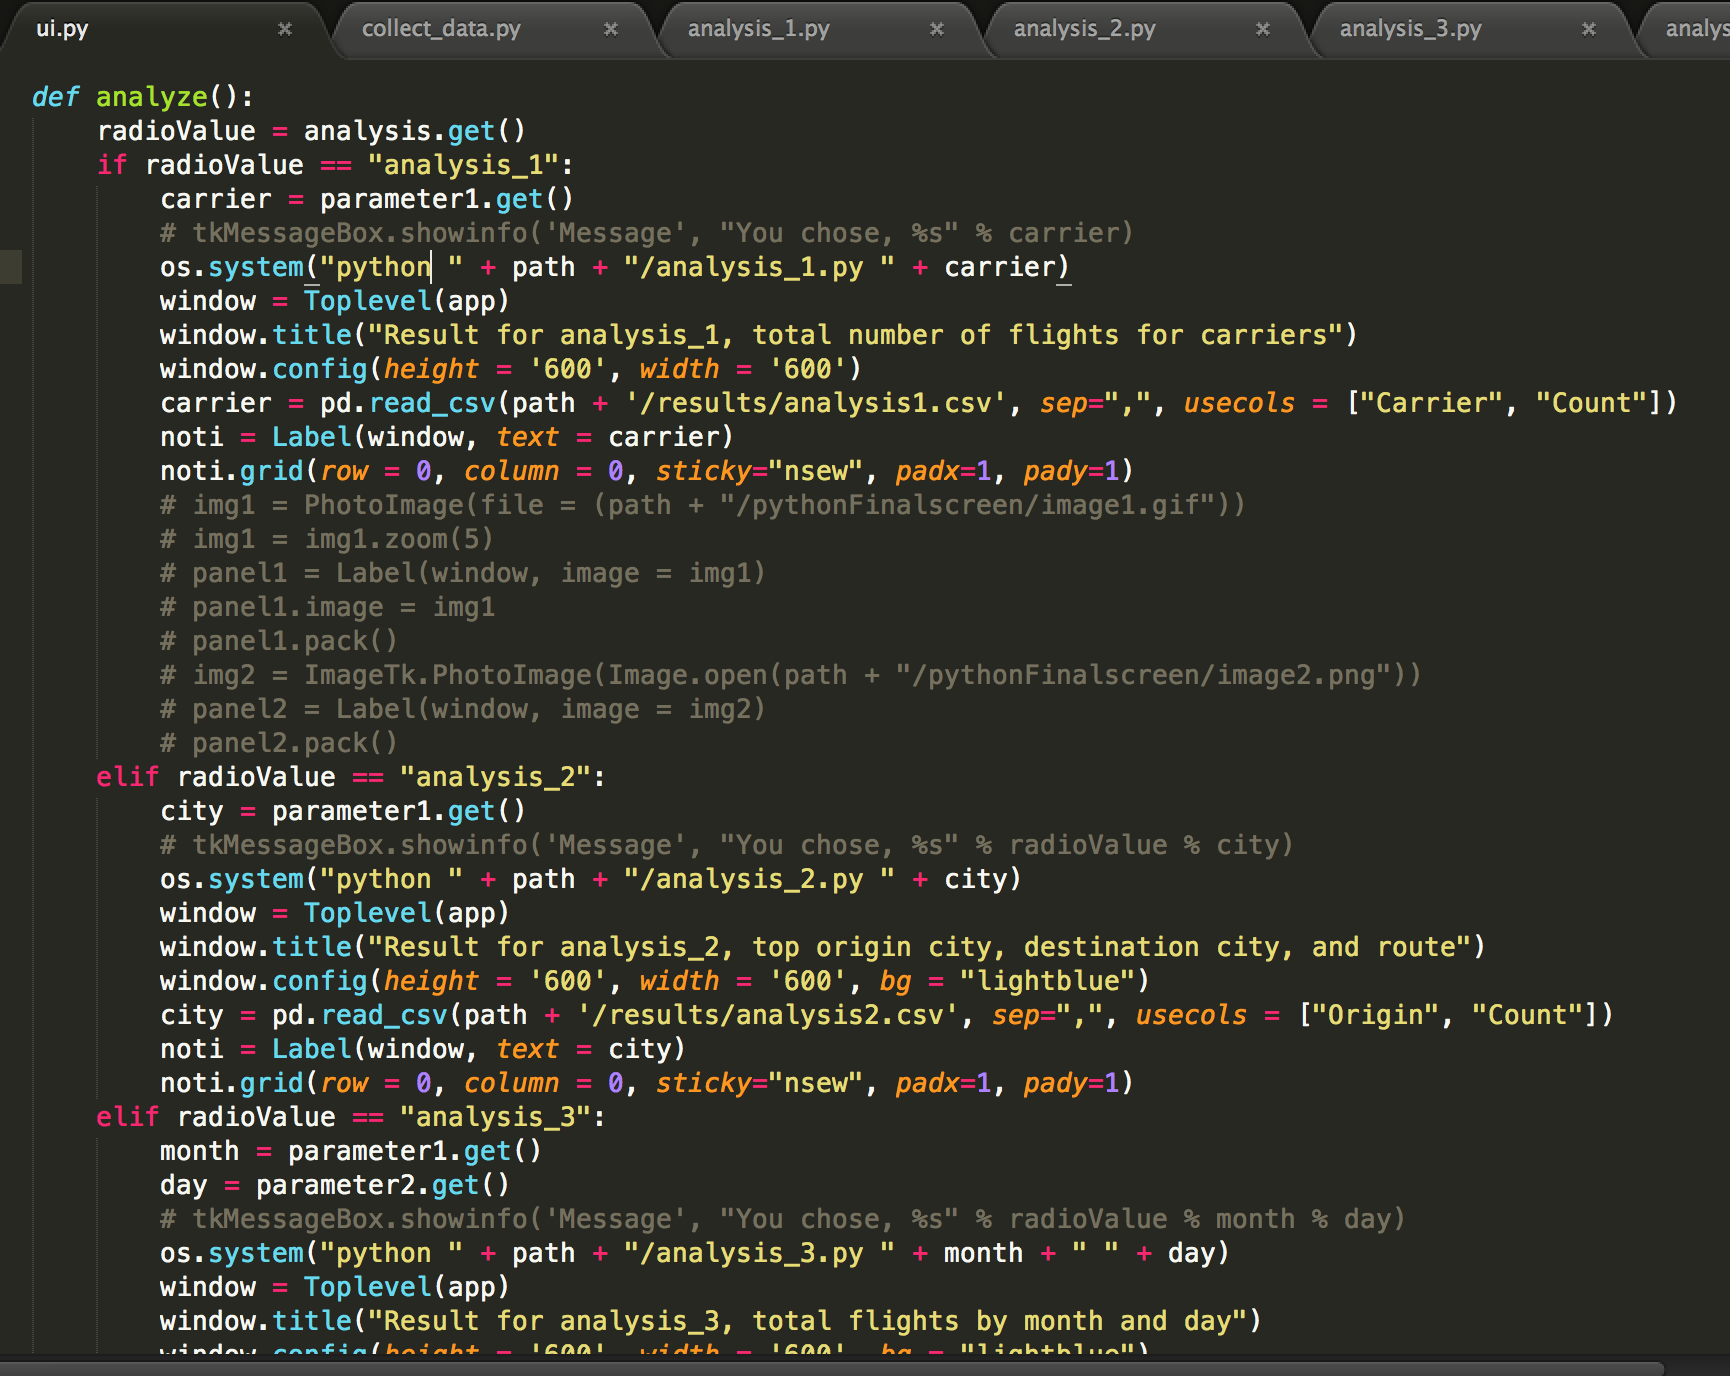 ui.py × collect_data.py × analysis_1.py × analysis_2.py × analysis_3.py × analys
def analyze():
    radioValue = analysis.get()
    if radioValue == "analysis_1":
        carrier = parameter1.get()
        # tkMessageBox.showinfo('Message', "You chose, %s" % carrier)
        os.system("python " + path + "/analysis_1.py " + carrier)
        window = Toplevel(app)
        window.title("Result for analysis_1, total number of flights for carriers")
        window.config(height = '600', width = '600')
        carrier = pd.read_csv(path + '/results/analysis1.csv', sep=",", usecols = ["Carrier", "Count"])
        noti = Label(window, text = carrier)
        noti.grid(row = 0, column = 0, sticky="nsew", padx=1, pady=1)
        # img1 = PhotoImage(file = (path + "/pythonFinalscreen/image1.gif"))
        # img1 = img1.zoom(5)
        # panel1 = Label(window, image = img1)
        # panel1.image = img1
        # panel1.pack()
        # img2 = ImageTk.PhotoImage(Image.open(path + "/pythonFinalscreen/image2.png"))
        # panel2 = Label(window, image = img2)
        # panel2.pack()
    elif radioValue == "analysis_2":
        city = parameter1.get()
        # tkMessageBox.showinfo('Message', "You chose, %s" % radioValue % city)
        os.system("python " + path + "/analysis_2.py " + city)
        window = Toplevel(app)
        window.title("Result for analysis_2, top origin city, destination city, and route")
        window.config(height = '600', width = '600', bg = "lightblue")
        city = pd.read_csv(path + '/results/analysis2.csv', sep=",", usecols = ["Origin", "Count"])
        noti = Label(window, text = city)
        noti.grid(row = 0, column = 0, sticky="nsew", padx=1, pady=1)
    elif radioValue == "analysis_3":
        month = parameter1.get()
        day = parameter2.get()
        # tkMessageBox.showinfo('Message', "You chose, %s" % radioValue % month % day)
        os.system("python " + path + "/analysis_3.py " + month + " " + day)
        window = Toplevel(app)
        window.title("Result for analysis_3, total flights by month and day")
        window.config(height = '600', width = '600', bg = "lightblue")